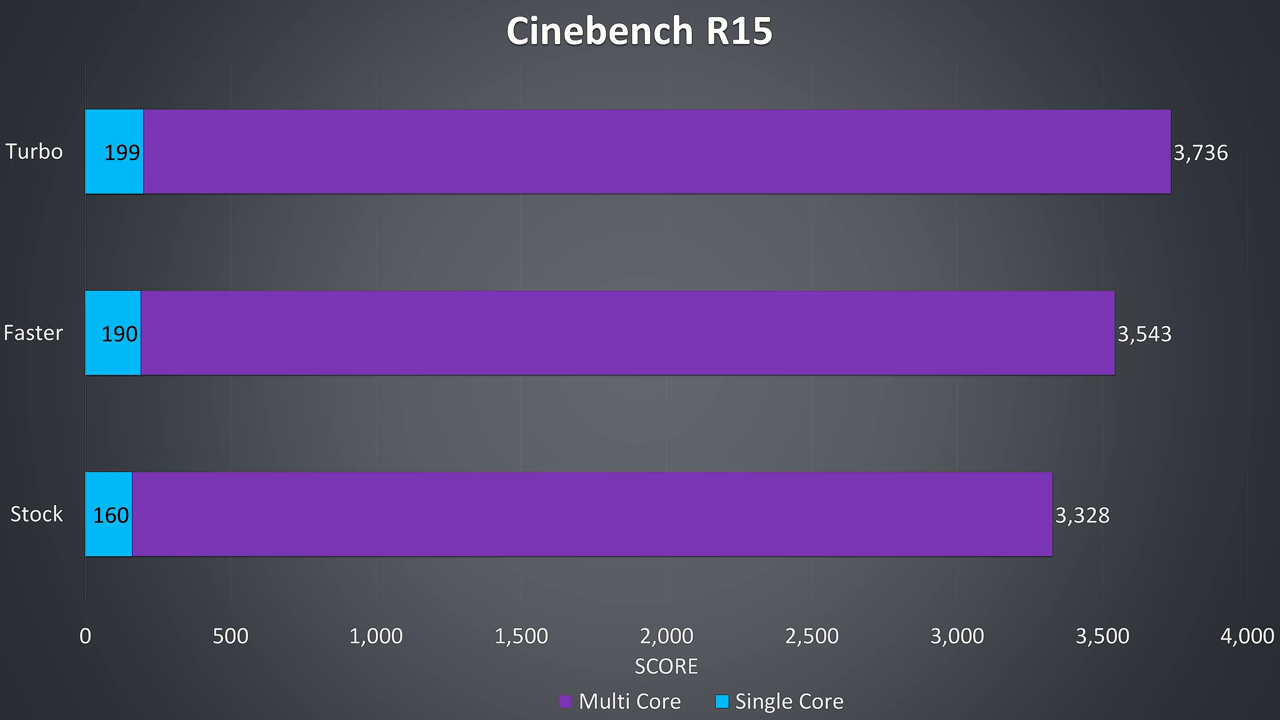 Cinebench R15
Turbo 199 3,736
Faster 190 3,543
Stock 160 3,328
0 500 1,000 1,500 2,000 2,500 3,000 3,500 4,000
SCORE
Multi Core Single Core